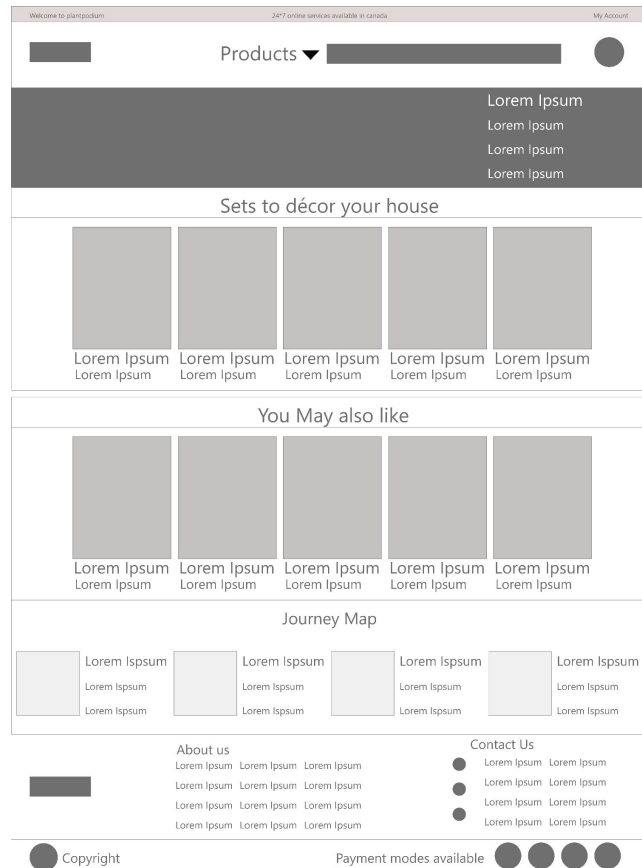 Welcome to plantpodium 24*7 online services available in canada My Account
Products
Lorem Ipsum
Lorem Ipsum
Lorem Ipsum
Lorem Ipsum
Sets to décor your house
Lorem Ipsum Lorem Ipsum Lorem Ipsum Lorem Ipsum Lorem Ipsum
Lorem Ipsum Lorem Ipsum Lorem Ipsum Lorem Ipsum Lorem Ipsum
You May also like
Lorem Ipsum Lorem Ipsum Lorem Ipsum Lorem Ipsum Lorem Ipsum
Lorem Ipsum Lorem Ipsum Lorem Ipsum Lorem Ipsum Lorem Ipsum
Journey Map
Lorem Ispsum Lorem Ispsum Lorem Ispsum Lorem Ispsum
Lorem Ispsum Lorem Ispsum Lorem Ispsum Lorem Ispsum
Lorem Ispsum Lorem Ispsum Lorem Ispsum Lorem Ispsum
About us
Lorem Ipsum Lorem Ipsum Lorem Ipsum
Lorem Ipsum Lorem Ipsum Lorem Ipsum
Lorem Ipsum Lorem Ipsum Lorem Ipsum
Lorem Ipsum Lorem Ipsum Lorem Ipsum
Contact Us
Lorem Ipsum Lorem Ipsum
Lorem Ipsum Lorem Ipsum
Lorem Ipsum Lorem Ipsum
Lorem Ipsum Lorem Ipsum
Copyright Payment modes available